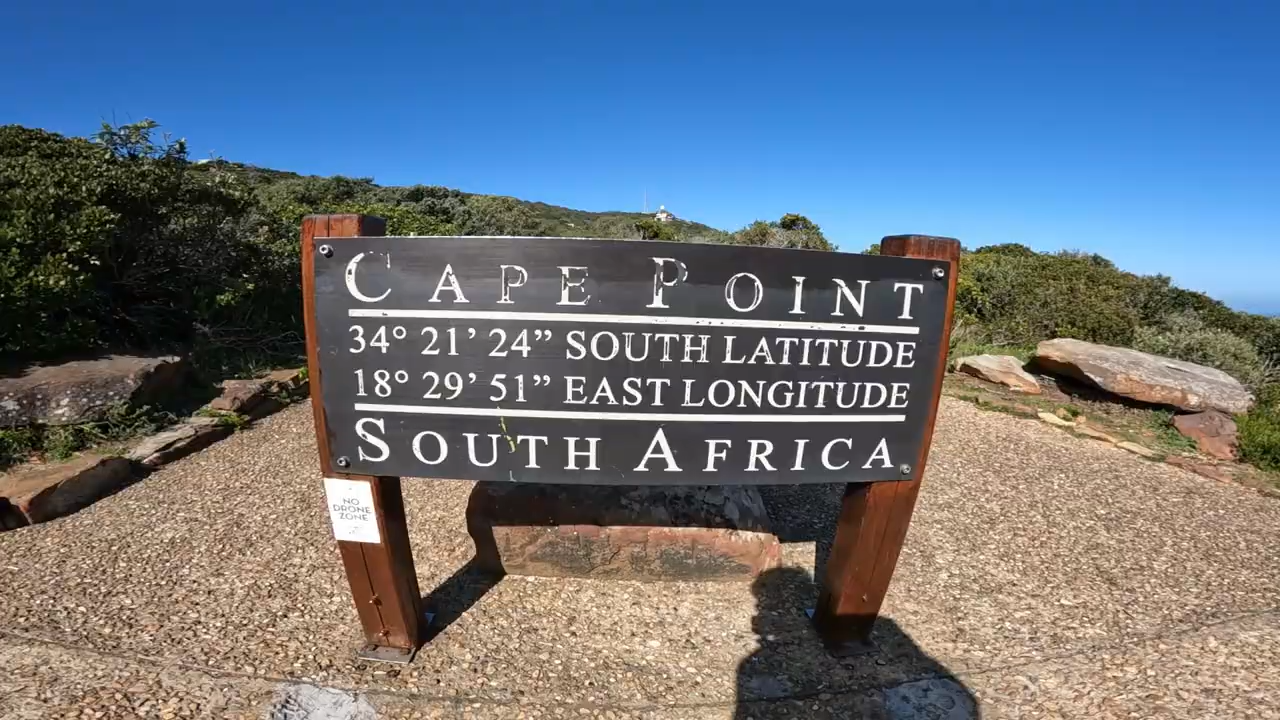 CAPE POINT
34° 21' 24” SOUTH LATITUDE
18° 29' 51” EAST LONGITUDE
SOUTH AFRICA
NO
DRONE
ZONE